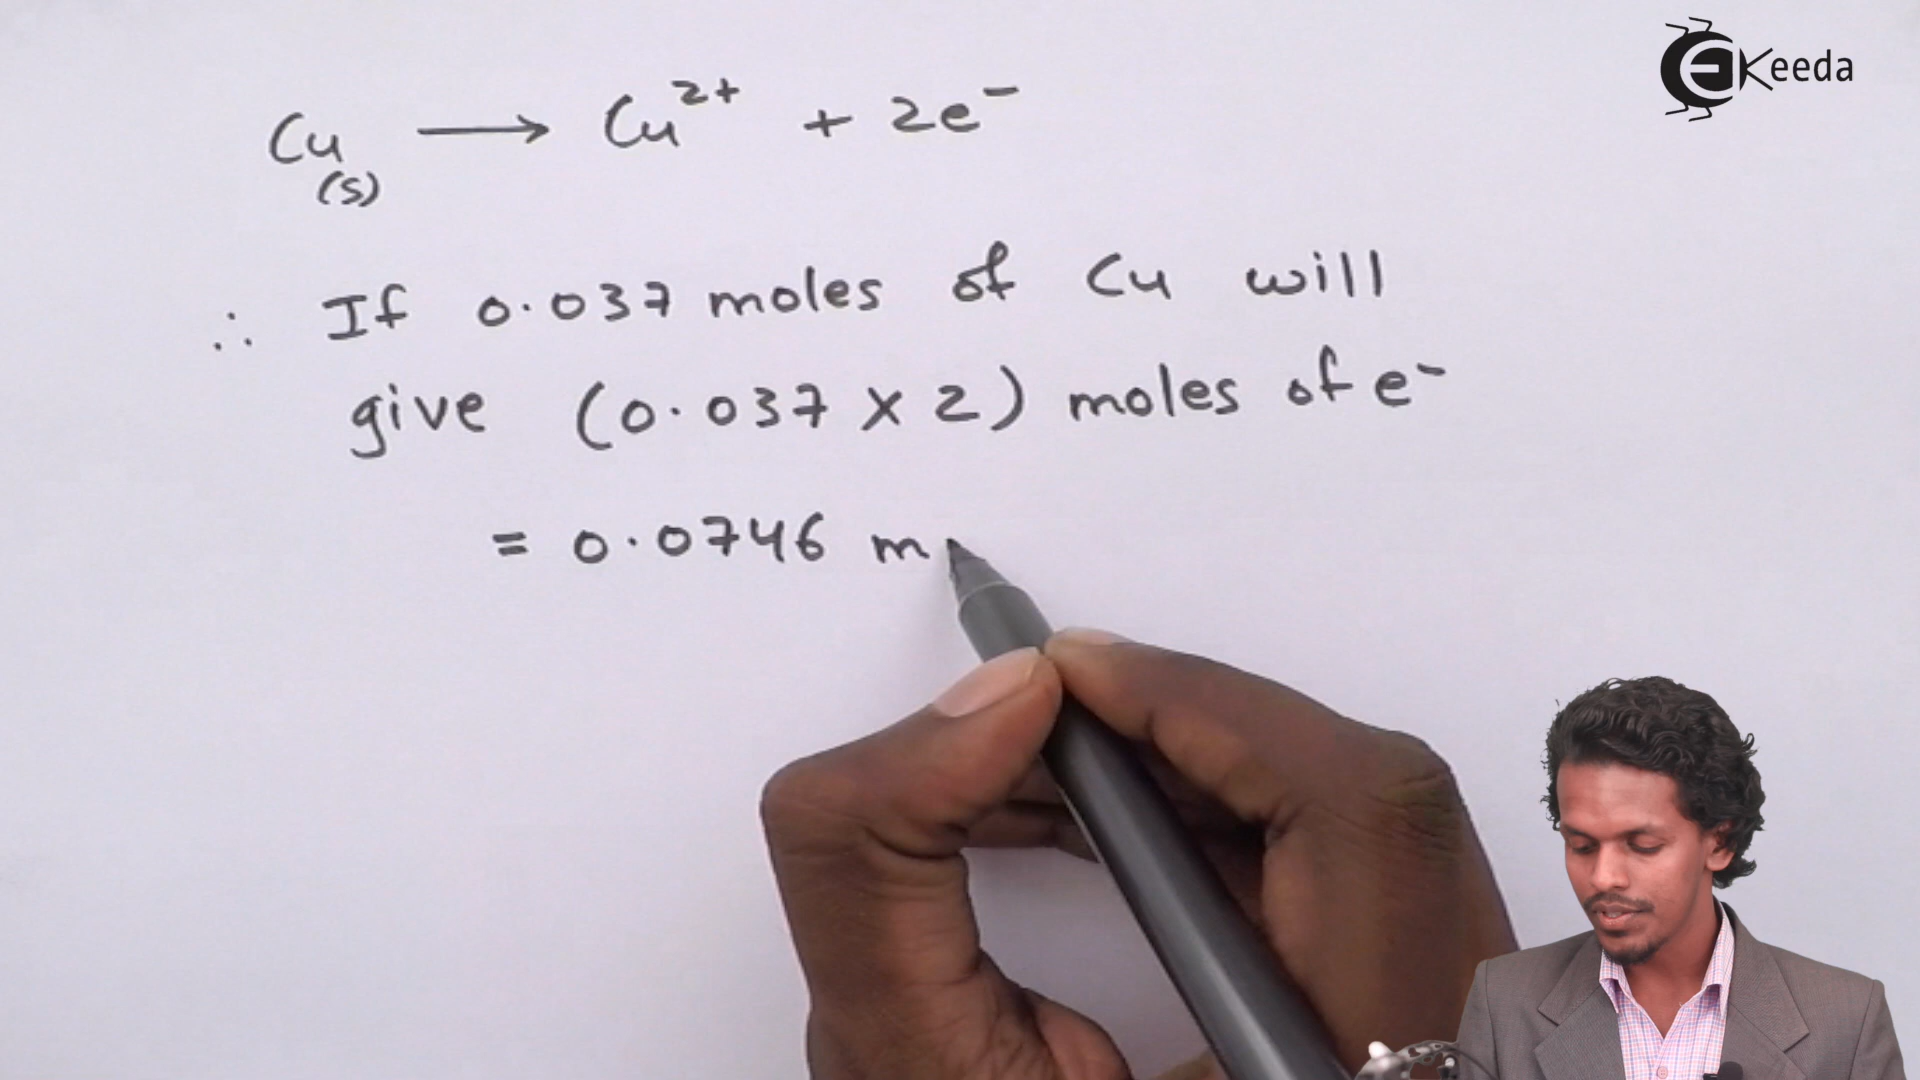 EKeeda
Cu(s) ⟶ Cu²⁺ + 2e⁻
∴ If 0.037 moles of Cu will
give (0.037 × 2) moles of e⁻
= 0.0746 m